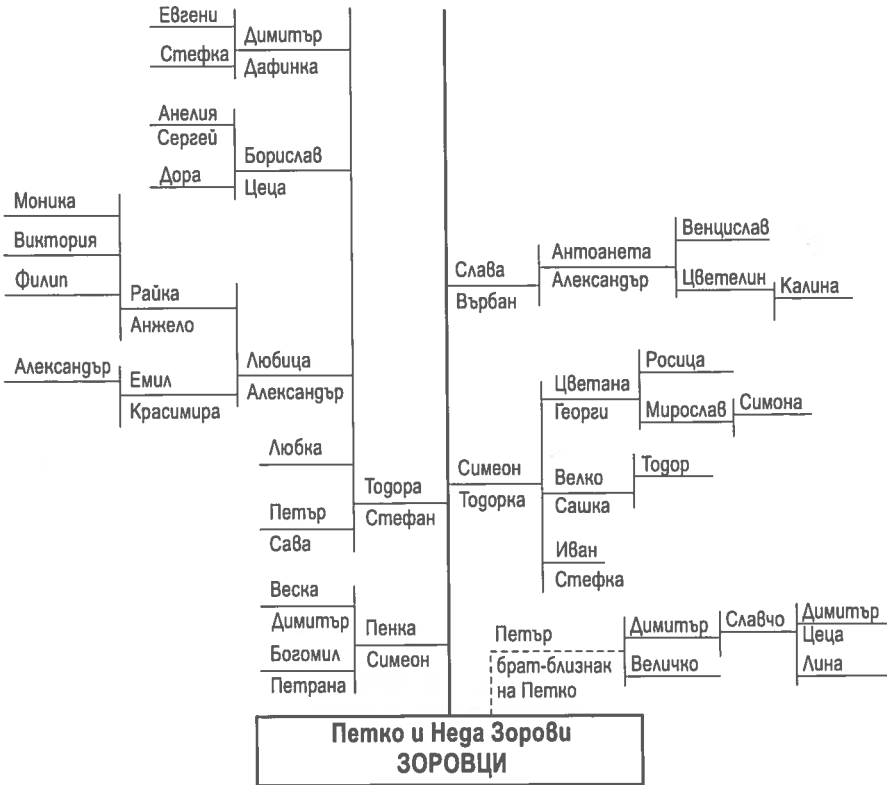 Евгени
Димитър
Стефка
Дафинка
Анелия
Сергей
Борислав
Дора
Цеца
Моника
Виктория
Филип
Райка
Анжело
Любица
Александър
Александър
Емил
Красимира
Любка
Тодора
Стефан
Петър
Сава
Веска
Димитър
Пенка
Симеон
Богомил
Петрана
Слава
Върбан
Антоанета
Александър
Венцислав
Цветелин
Калина
Симеон
Тодорка
Цветана
Георги
Росица
Мирослав
Симона
Велко
Сашка
Тодор
Иван
Стефка
Петър
брат-близнак
на Петко
Димитър
Величко
Славчо
Димитър
Цеца
Лина
Петко и Неда Зорови
ЗОРОВЦИ